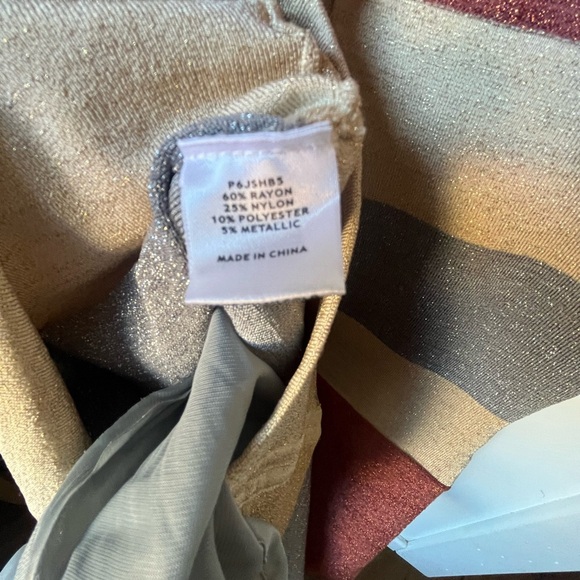 P6JSHB5
60% RAYON
25% NYLON
10% POLYESTER
5% METALLIC
MADE IN CHINA